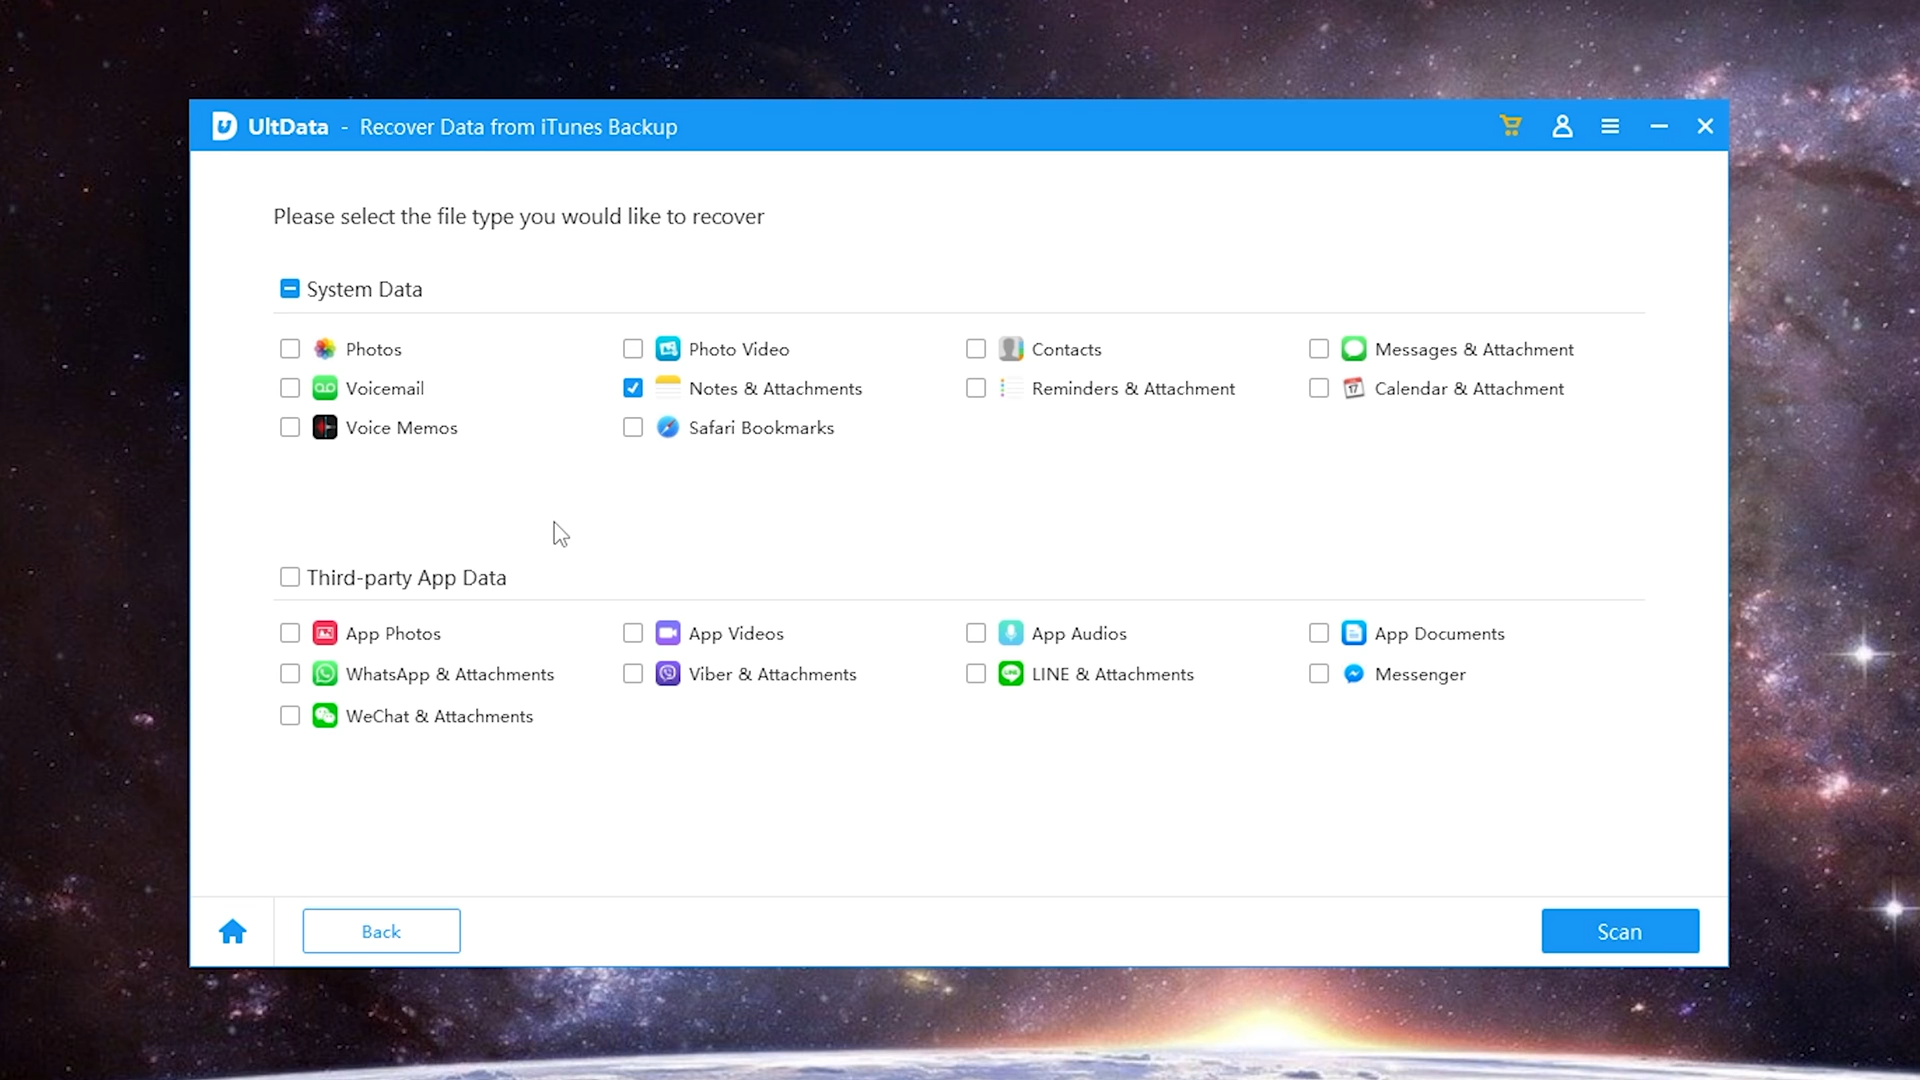 UltData - Recover Data from iTunes Backup
Please select the file type you would like to recover
System Data
Photos Photo Video Contacts Messages & Attachment
Voicemail Notes & Attachments Reminders & Attachment 17 Calendar & Attachment
Voice Memos Safari Bookmarks
Third-party App Data
App Photos App Videos App Audios App Documents
WhatsApp & Attachments Viber & Attachments LINE & Attachments Messenger
WeChat & Attachments
Back Scan